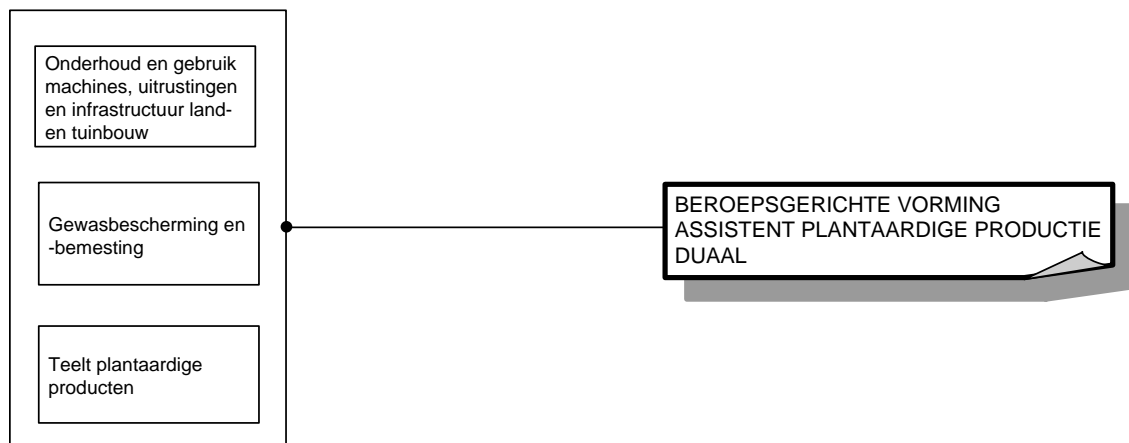 Onderhoud en gebruik
machines, uitrustingen
en infrastructuur land-
en tuinbouw
Gewasbescherming en
-bemesting
Teelt plantaardige
producten
BEROEPSGERICHTE VORMING
ASSISTENT PLANTAARDIGE PRODUCTIE
DUAAL